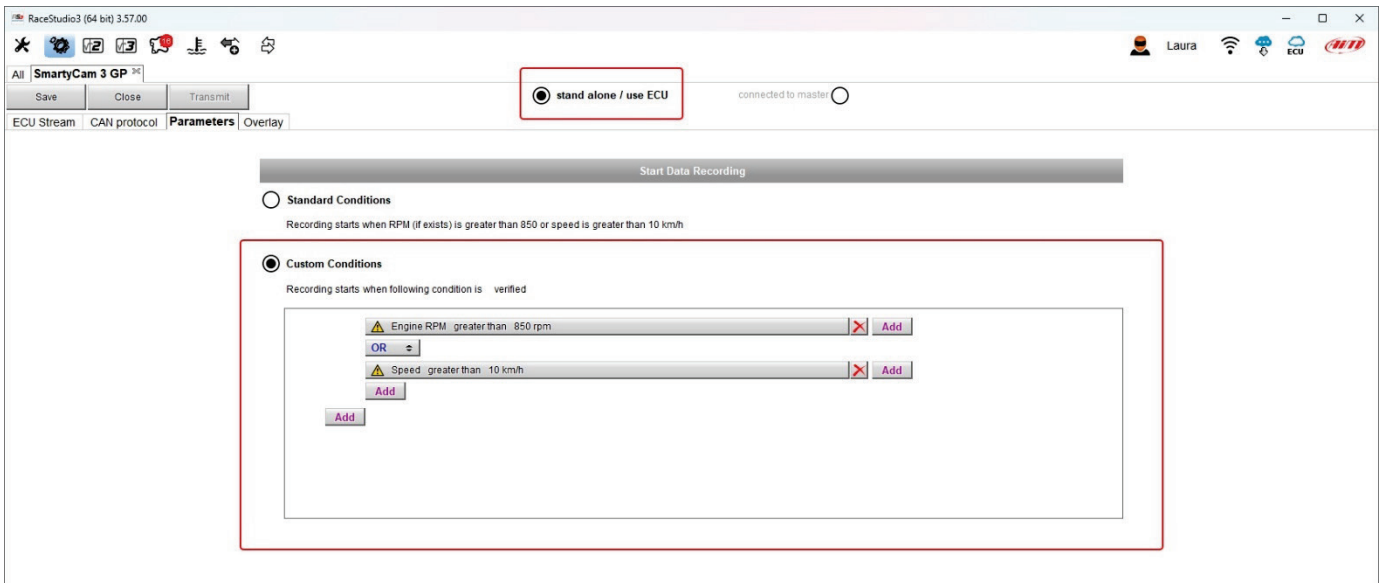 RaceStudio3 (64 bit) 3.57.00
Laura
ECU
AiM
All SmartyCam 3 GP
Save Close Transmit stand alone / use ECU connected to master
ECU Stream CAN protocol Parameters Overlay
Start Data Recording
Standard Conditions
Recording starts when RPM (if exists) is greater than 850 or speed is greater than 10 km/h
Custom Conditions
Recording starts when following condition is verified
Engine RPM greater than 850 rpm Add
OR
Speed greater than 10 km/h Add
Add
Add